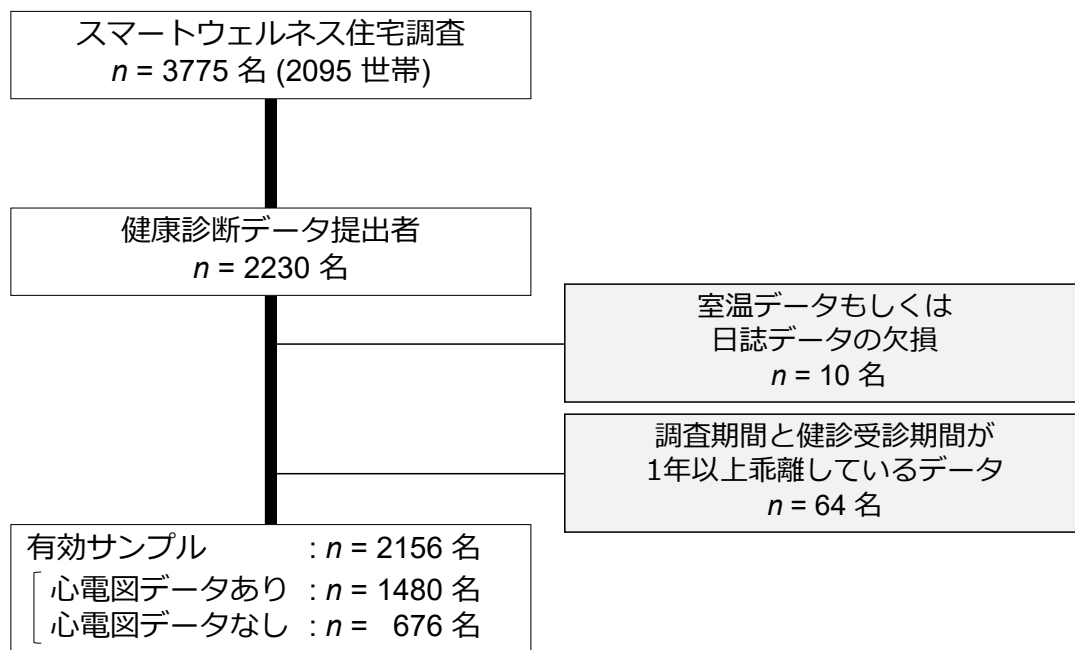 スマートウェルネス住宅調査
n = 3775 名 (2095 世帯)
健康診断データ提出者
n = 2230 名
室温データもしくは
日誌データの欠損
n = 10 名
調査期間と健診受診期間が
1年以上乖離しているデータ
n = 64 名
有効サンプル : n = 2156 名
心電図データあり : n = 1480 名
心電図データなし : n = 676 名